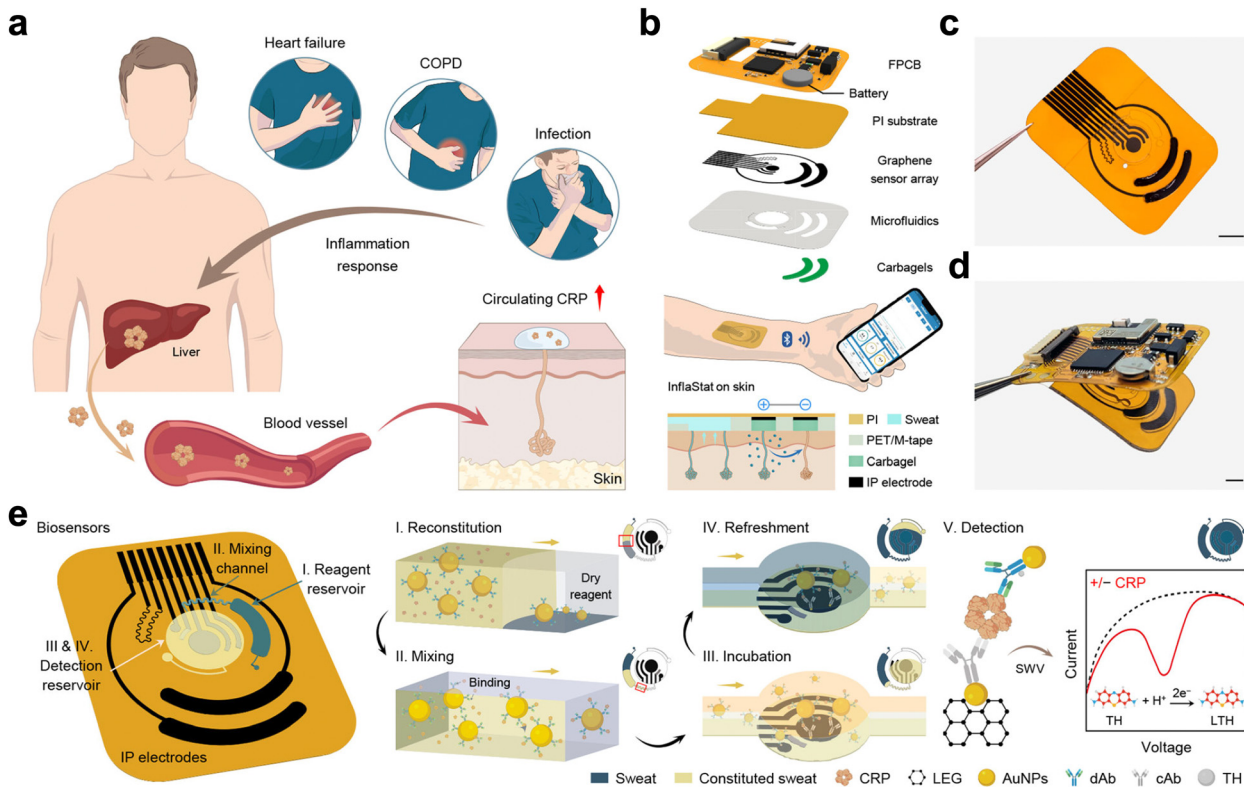 a
Heart failure
COPD
Infection
Inflammation
response
Circulating CRP
Liver
Blood vessel
Skin
b
FPCB
Battery
PI substrate
Graphene
sensor array
Microfluidics
Carbagels
InflaStat on skin
+
−
PI
Sweat
PET/M-tape
Carbagel
IP electrode
c
d
e
Biosensors
II. Mixing
channel
I. Reagent
reservoir
III & IV.
Detection
reservoir
IP electrodes
I. Reconstitution
Dry
reagent
II. Mixing
Binding
IV. Refreshment
III. Incubation
V. Detection
SWV
+/− CRP
Current
TH
+ H⁺
2e⁻
LTH
Voltage
Sweat
Constituted sweat
CRP
LEG
AuNPs
dAb
cAb
TH